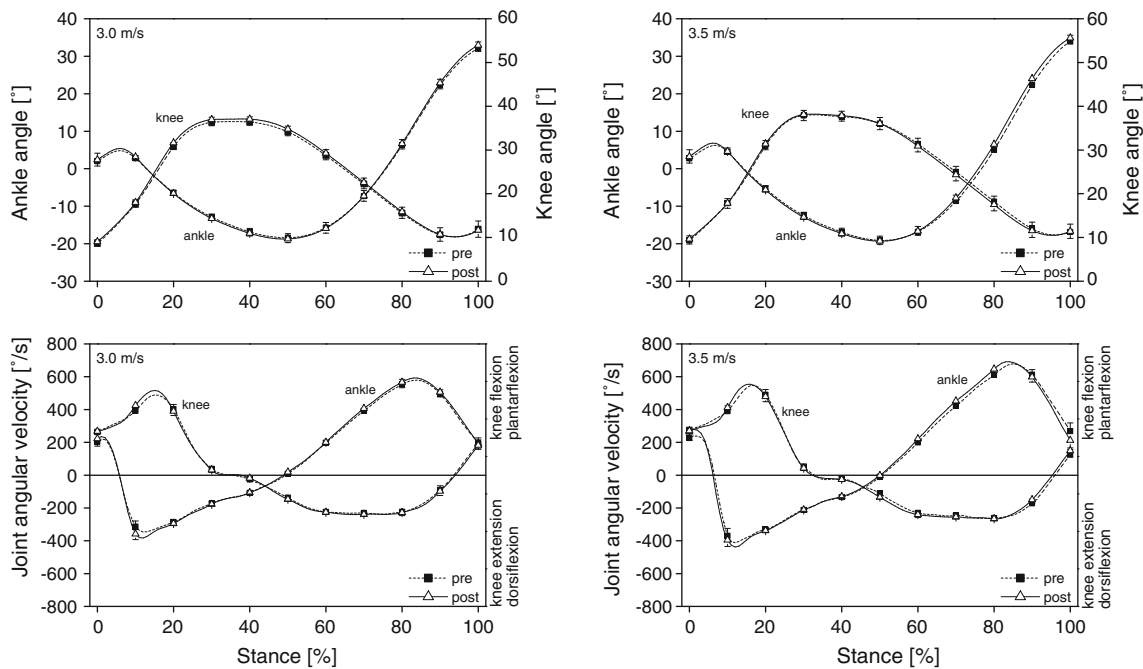 3.0 m/s
40
30
20
10
0
-10
-20
-30
Ankle angle [°]
knee
ankle
pre
post
60
50
40
30
20
10
0
Knee angle [°]
0 20 40 60 80 100
3.5 m/s
40
30
20
10
0
-10
-20
-30
Ankle angle [°]
knee
ankle
pre
post
60
50
40
30
20
10
0
Knee angle [°]
0 20 40 60 80 100
3.0 m/s
800
600
400
200
0
-200
-400
-600
-800
Joint angular velocity [°/s]
knee
ankle
pre
post
knee flexion
plantarflexion
knee extension
dorsiflexion
0 20 40 60 80 100
Stance [%]
3.5 m/s
800
600
400
200
0
-200
-400
-600
-800
Joint angular velocity [°/s]
knee
ankle
pre
post
knee flexion
plantarflexion
knee extension
dorsiflexion
0 20 40 60 80 100
Stance [%]